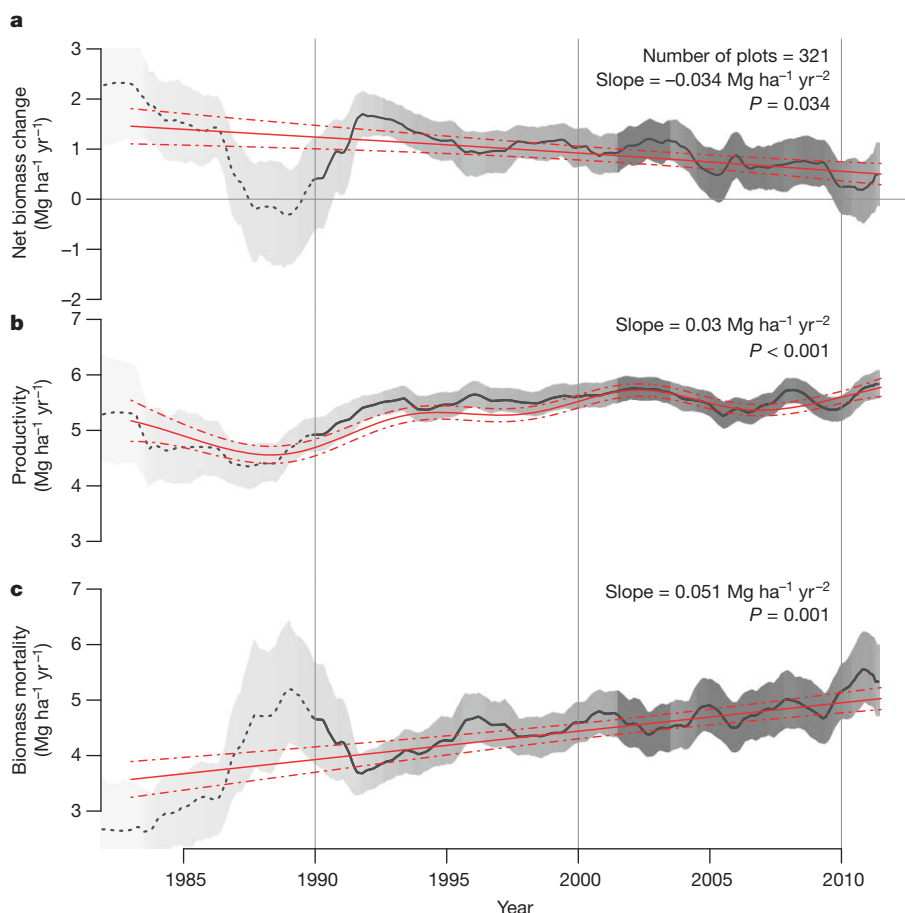 a
Net biomass change
(Mg ha⁻¹ yr⁻¹)
3
2
1
0
–1
–2
Number of plots = 321
Slope = –0.034 Mg ha⁻¹ yr⁻²
P = 0.034
b
Productivity
(Mg ha⁻¹ yr⁻¹)
7
6
5
4
3
Slope = 0.03 Mg ha⁻¹ yr⁻²
P < 0.001
c
Biomass mortality
(Mg ha⁻¹ yr⁻¹)
7
6
5
4
3
Slope = 0.051 Mg ha⁻¹ yr⁻²
P = 0.001
1985 1990 1995 2000 2005 2010
Year